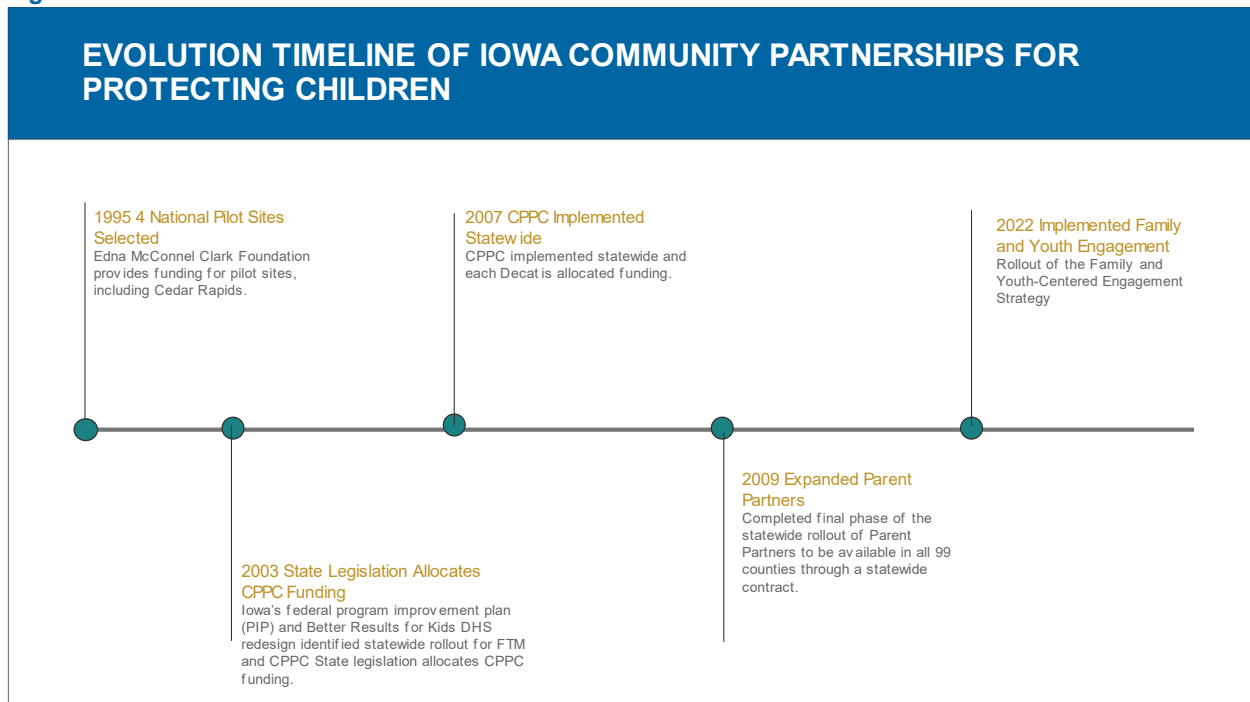 EVOLUTION TIMELINE OF IOWA COMMUNITY PARTNERSHIPS FOR
PROTECTING CHILDREN
1995 4 National Pilot Sites
Selected
Edna McConnel Clark Foundation
provides funding for pilot sites,
including Cedar Rapids.
2003 State Legislation Allocates
CPPC Funding
Iowa's federal program improvement plan
(PIP) and Better Results for Kids DHS
redesign identified statewide rollout for FTM
and CPPC State legislation allocates CPPC
funding.
2007 CPPC Implemented
Statewide
CPPC implemented statewide and
each Decat is allocated funding.
2009 Expanded Parent
Partners
Completed final phase of the
statewide rollout of Parent
Partners to be available in all 99
counties through a statewide
contract.
2022 Implemented Family
and Youth Engagement
Rollout of the Family and
Youth-Centered Engagement
Strategy